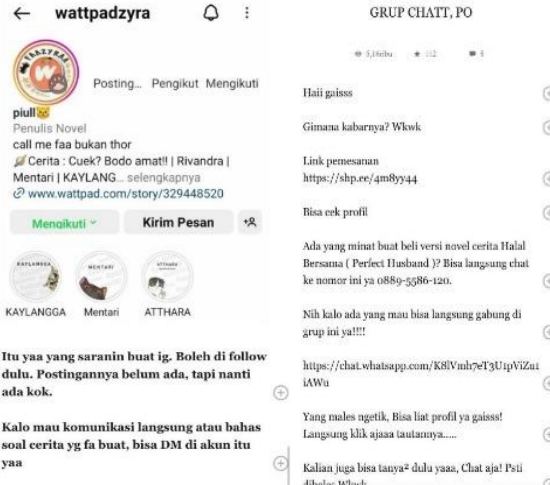 wattpadzyra
Posting... Pengikut Mengikuti
piull
Penulis Novel
call me faa bukan thor
Cerita : Cuek? Bodo amat!! | Rivandra |
Mentari | KAYLANG... selengkapnya
www.wattpad.com/story/329448520
Mengikuti
Kirim Pesan
KAYLANGGA
MENTARI
ATTHARA
KAYLANGGA Mentari ATTHARA
Itu yaa yang saranin buat ig. Boleh di follow
dulu. Postingannya belum ada, tapi nanti
ada kok.
Kalo mau komunikasi langsung atau bahas
soal cerita yg fa buat, bisa DM di akun itu
yaa
GRUP CHATT, PO
112
Haii gaisss
Gimana kabarnya? Wkwk
Link pemesanan
https://shp.ee/4m8yy44
Bisa cek profil
Ada yang minat buat beli versi novel cerita Halal
Bersama ( Perfect Husband )? Bisa langsung chat
ke nomor ini ya 0889-5586-120.
Nih kalo ada yang mau bisa langsung gabung di
grup ini ya!!!!
https://chat.whatsapp.com/K8lVmh7eT3U1pViZu1
iAWu
Yang males ngetik, Bisa liat profil ya gaisss!
Langsung klik ajaaa tautannya.....
Kalian juga bisa tanya² dulu yaaa, Chat aja! Psti
dibales Wkwk